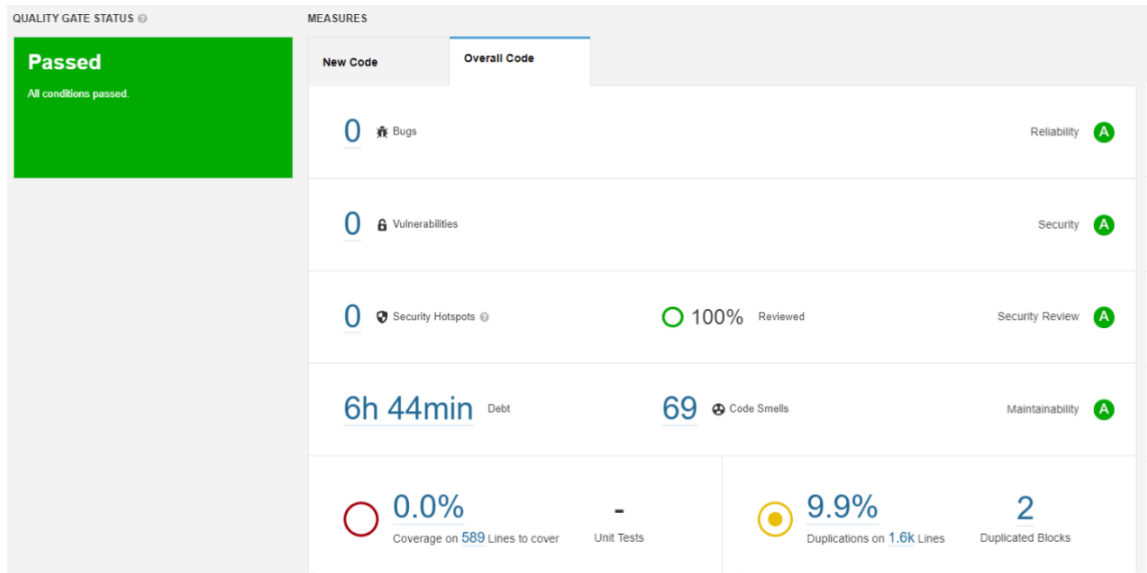 QUALITY GATE STATUS
MEASURES
Passed
All conditions passed.
New Code
Overall Code
0 Bugs
Reliability A
0 Vulnerabilities
Security A
0 Security Hotspots
100% Reviewed
Security Review A
6h 44min Debt
69 Code Smells
Maintainability A
0.0%
Coverage on 589 Lines to cover
-
Unit Tests
9.9%
Duplications on 1.6k Lines
2
Duplicated Blocks